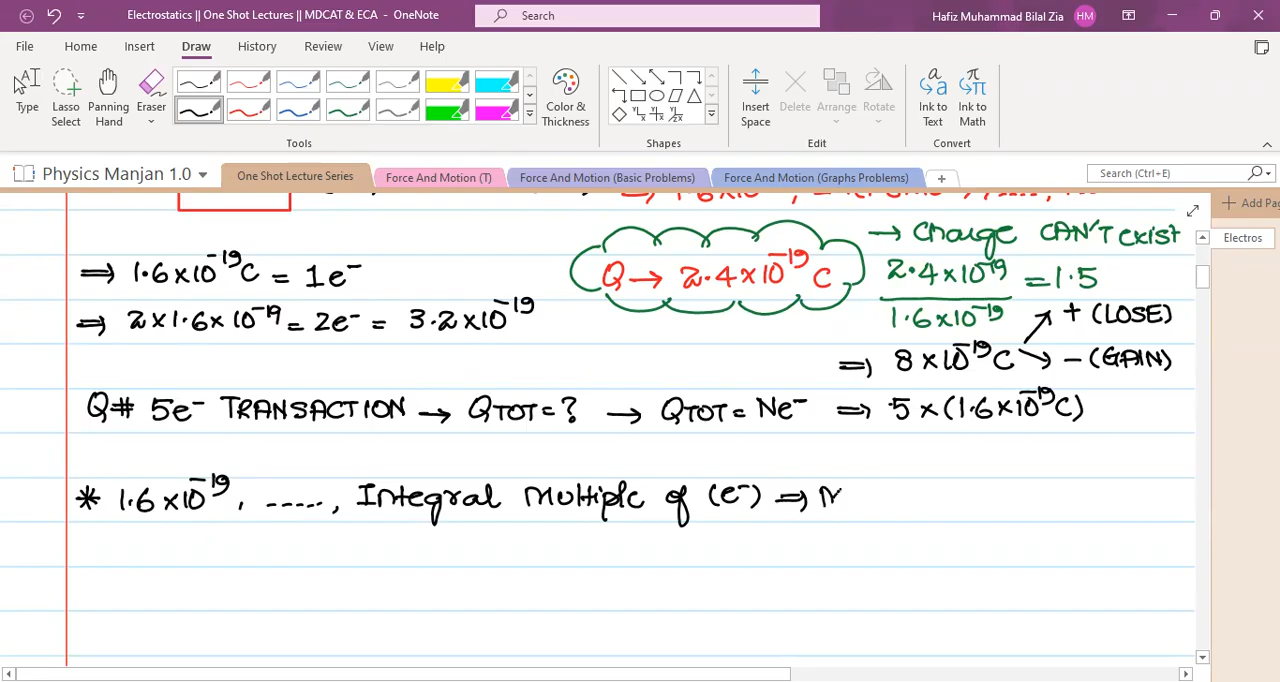 Electrostatics || One Shot Lectures || MDCAT & ECA - OneNote
Search
Hafiz Muhammad Bilal Zia HM
File Home Insert Draw History Review View Help
Type Lasso Select Panning Hand Eraser
Color & Thickness
Insert Space Delete Arrange Rotate
Ink to Text Ink to Math
Tools Shapes Edit Convert
Physics Manjan 1.0
One Shot Lecture Series Force And Motion (T) Force And Motion (Basic Problems) Force And Motion (Graphs Problems) +
Search (Ctrl+E)
+ Add Pag
Electros
→ Charge CAN'T exist
⇒ 1.6×10⁻¹⁹C = 1e⁻
Q → 2.4×10⁻¹⁹ C
2.4×10⁻¹⁹
1.6×10⁻¹⁹
= 1.5
⇒ 2×1.6×10⁻¹⁹ = 2e⁻ = 3.2×10⁻¹⁹
+ (LOSE)
⇒ 8×10⁻¹⁹C
- (GAIN)
Q# 5e⁻ TRANSACTION → QTOT = ? → QTOT = Ne⁻ ⇒ 5×(1.6×10⁻¹⁹C)
* 1.6×10⁻¹⁹, ....., Integral Multiple of (e⁻) ⇒ N